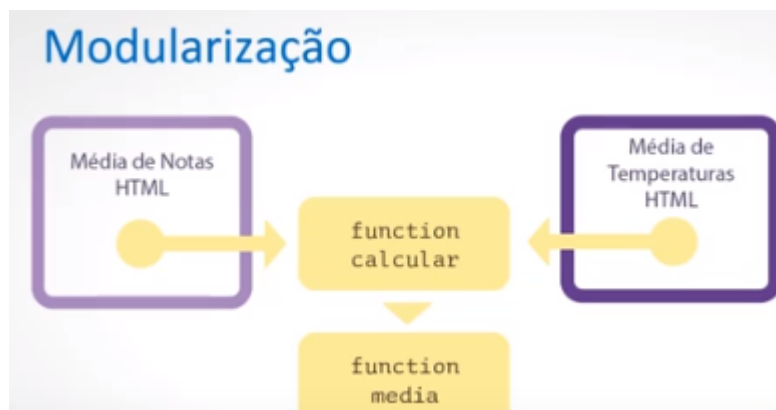 Modularização
Média de Notas
HTML
Média de
Temperaturas
HTML
function
calcular
function
media